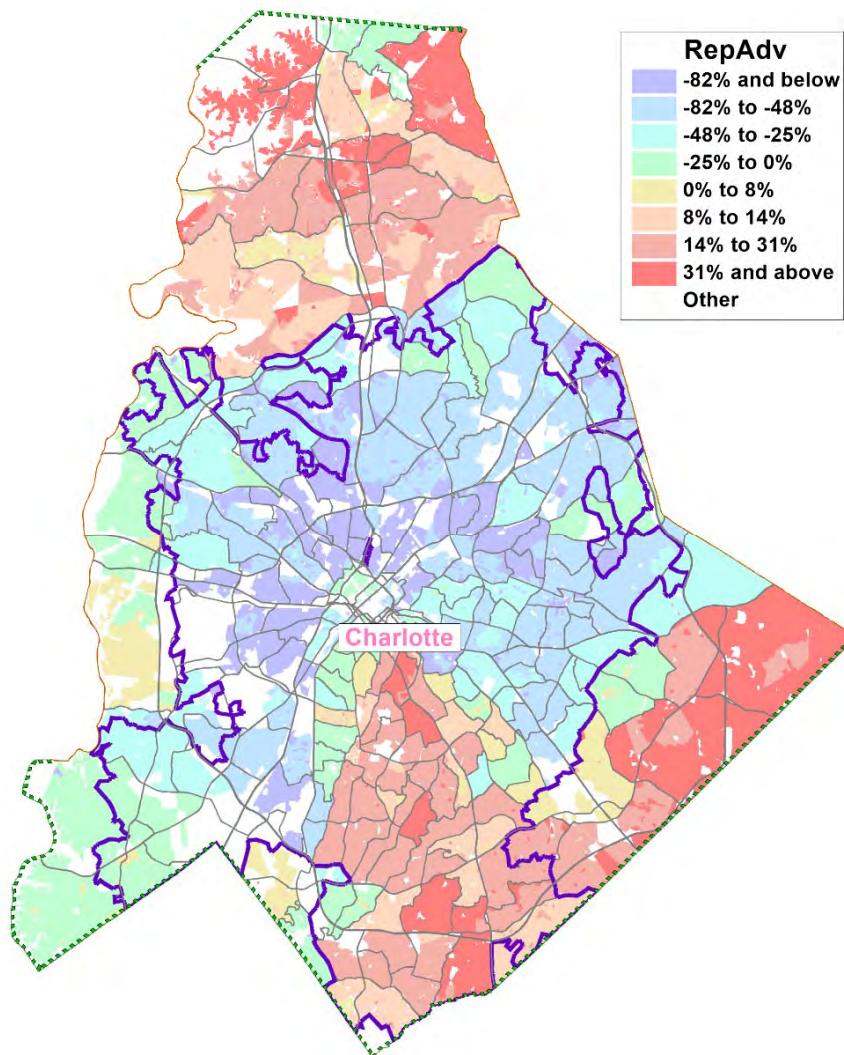 RepAdv
-82% and below
-82% to -48%
-48% to -25%
-25% to 0%
0% to 8%
8% to 14%
14% to 31%
31% and above
Other
Charlotte